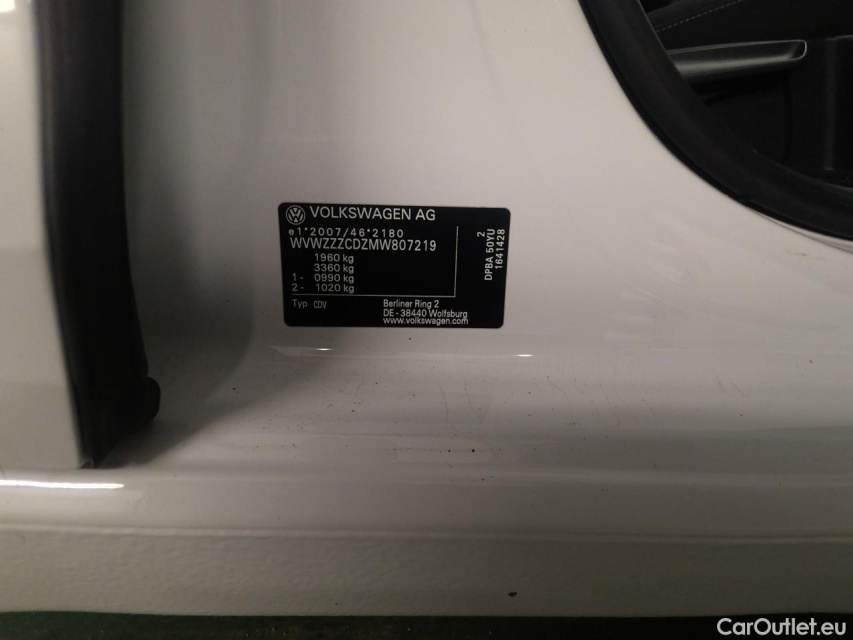 VOLKSWAGEN AG
e1*2007/46*2180
WVWZZZCDZMW807219
1960 kg
3360 kg
1- 0990 kg
2- 1020 kg
Typ CDV
Berliner Ring 2
DE-38440 Wolfsburg
www.volkswagen.com
2
DPBA 50YU
1641428
CarOutlet.eu